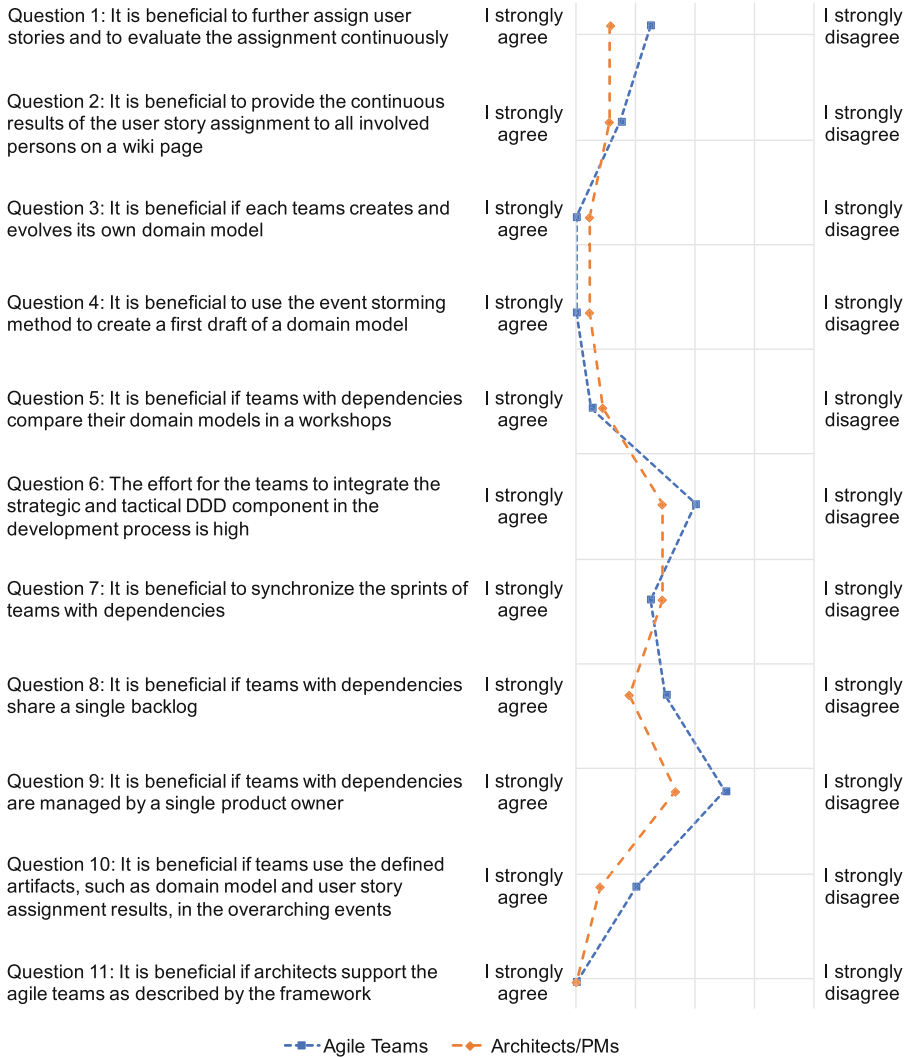 Question 1: It is beneficial to further assign user
stories and to evaluate the assignment continuously
I strongly
agree
I strongly
disagree
Question 2: It is beneficial to provide the continuous
results of the user story assignment to all involved
persons on a wiki page
I strongly
agree
I strongly
disagree
Question 3: It is beneficial if each teams creates and
evolves its own domain model
I strongly
agree
I strongly
disagree
Question 4: It is beneficial to use the event storming
method to create a first draft of a domain model
I strongly
agree
I strongly
disagree
Question 5: It is beneficial if teams with dependencies
compare their domain models in a workshops
I strongly
agree
I strongly
disagree
Question 6: The effort for the teams to integrate the
strategic and tactical DDD component in the
development process is high
I strongly
agree
I strongly
disagree
Question 7: It is beneficial to synchronize the sprints of
teams with dependencies
I strongly
agree
I strongly
disagree
Question 8: It is beneficial if teams with dependencies
share a single backlog
I strongly
agree
I strongly
disagree
Question 9: It is beneficial if teams with dependencies
are managed by a single product owner
I strongly
agree
I strongly
disagree
Question 10: It is beneficial if teams use the defined
artifacts, such as domain model and user story
assignment results, in the overarching events
I strongly
agree
I strongly
disagree
Question 11: It is beneficial if architects support the
agile teams as described by the framework
I strongly
agree
I strongly
disagree
Agile Teams
Architects/PMs